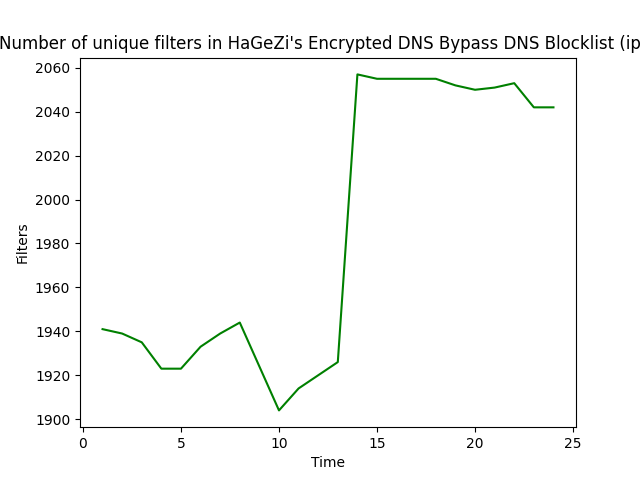 Number of unique filters in HaGeZi's Encrypted DNS Bypass DNS Blocklist (ip
2060
2040
2020
2000
1980
1960
1940
1920
1900
Filters
0 5 10 15 20 25
Time